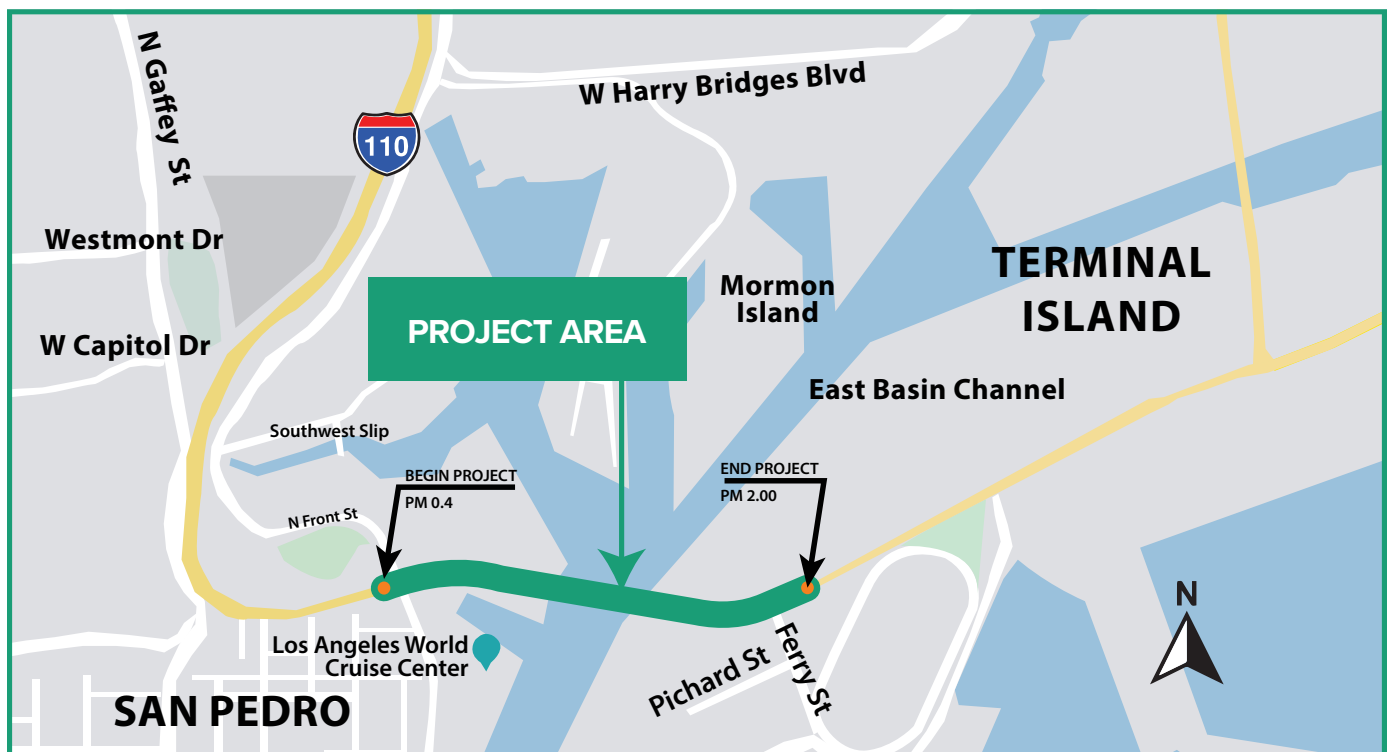 N Gaffey St
W Harry Bridges Blvd
110
Westmont Dr
TERMINAL
ISLAND
Mormon
Island
PROJECT AREA
W Capitol Dr
East Basin Channel
Southwest Slip
BEGIN PROJECT
PM 0.4
END PROJECT
PM 2.00
N Front St
N
Los Angeles World
Cruise Center
Pichard St
Ferry St
SAN PEDRO